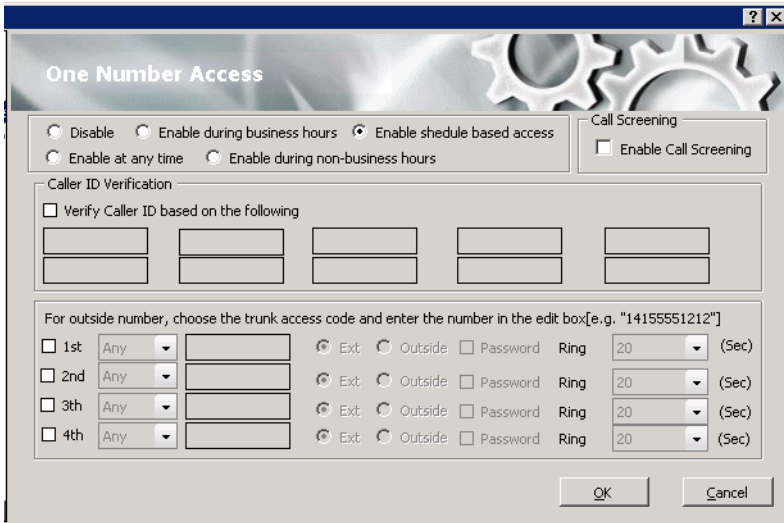 One Number Access
Disable Enable during business hours Enable shedule based access
Enable at any time Enable during non-business hours
Call Screening
Enable Call Screening
Caller ID Verification
Verify Caller ID based on the following
For outside number, choose the trunk access code and enter the number in the edit box[e.g. "14155551212"]
1st Any Ext Outside Password Ring 20 (Sec)
2nd Any Ext Outside Password Ring 20 (Sec)
3th Any Ext Outside Password Ring 20 (Sec)
4th Any Ext Outside Password Ring 20 (Sec)
OK Cancel